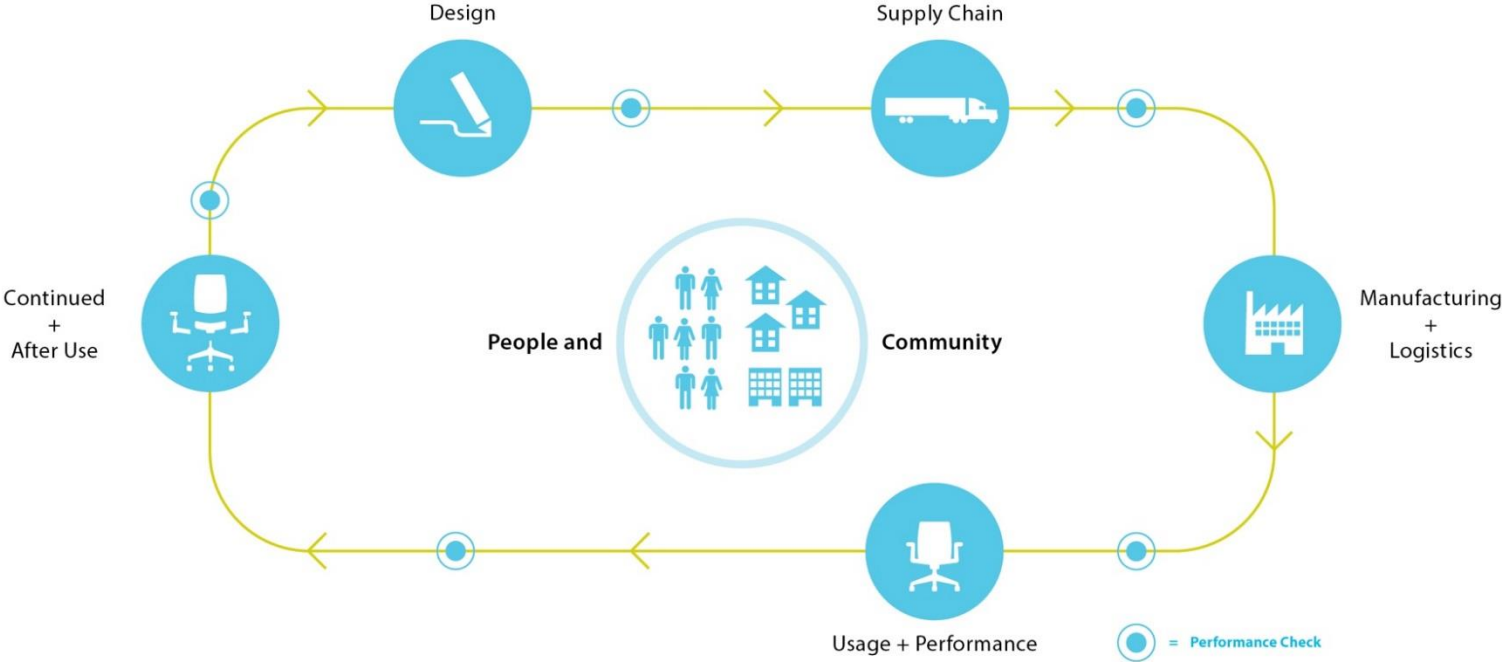 Design
Supply Chain
Continued
+
After Use
People and
Community
Manufacturing
+
Logistics
Usage + Performance
= Performance Check